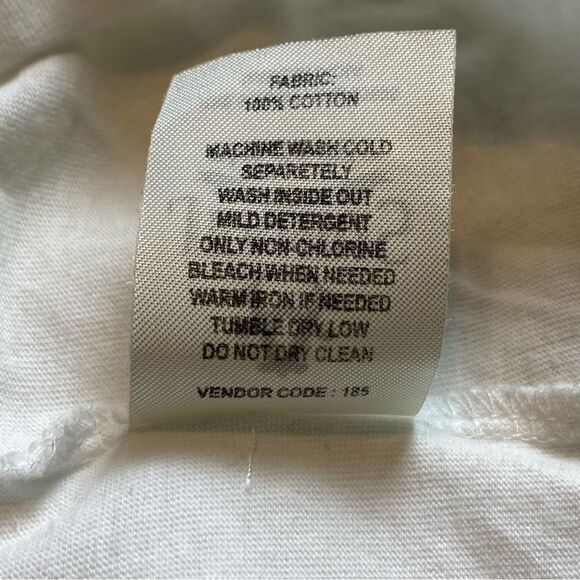 FABRIC:
100% COTTON
MACHINE WASH COLD
SEPARETELY
WASH INSIDE OUT
MILD DETERGENT
ONLY NON-CHLORINE
BLEACH WHEN NEEDED
WARM IRON IF NEEDED
TUMBLE DRY LOW
DO NOT DRY CLEAN
VENDOR CODE : 185